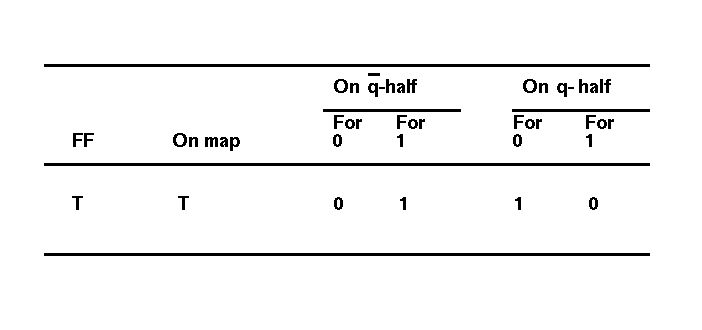 On q̅-half On q- half
For For For For
FF On map 0 1 0 1
T T 0 1 1 0